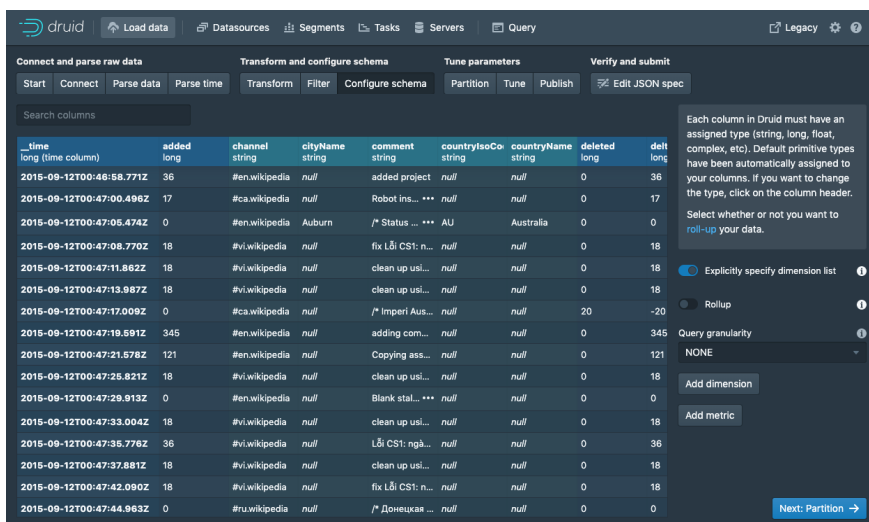 druid Load data Datasources Segments Tasks Servers Query Legacy
Connect and parse raw data Transform and configure schema Tune parameters Verify and submit
Start Connect Parse data Parse time Transform Filter Configure schema Partition Tune Publish Edit JSON spec
Search columns
__time added channel cityName comment countryIsoCo countryName deleted delt
long (time column) long string string string string string long long
2015-09-12T00:46:58.771Z 36 #en.wikipedia null added project null null 0 36
2015-09-12T00:47:00.496Z 17 #ca.wikipedia null Robot ins... ••• null null 0 17
2015-09-12T00:47:05.474Z 0 #en.wikipedia Auburn /* Status ... ••• AU Australia 0 0
2015-09-12T00:47:08.770Z 18 #vi.wikipedia null fix Lỗi CS1: n... null null 0 18
2015-09-12T00:47:11.862Z 18 #vi.wikipedia null clean up usi... null null 0 18
2015-09-12T00:47:13.987Z 18 #vi.wikipedia null clean up usi... null null 0 18
2015-09-12T00:47:17.009Z 0 #ca.wikipedia null /* Imperi Aus... null null 20 -20
2015-09-12T00:47:19.591Z 345 #en.wikipedia null adding com... null null 0 345
2015-09-12T00:47:21.578Z 121 #en.wikipedia null Copying ass... null null 0 121
2015-09-12T00:47:25.821Z 18 #vi.wikipedia null clean up usi... null null 0 18
2015-09-12T00:47:29.913Z 0 #en.wikipedia null Blank stal... ••• null null 0 0
2015-09-12T00:47:33.004Z 18 #vi.wikipedia null clean up usi... null null 0 18
2015-09-12T00:47:35.776Z 36 #vi.wikipedia null Lỗi CS1: ngà... null null 0 36
2015-09-12T00:47:37.881Z 18 #vi.wikipedia null clean up usi... null null 0 18
2015-09-12T00:47:42.090Z 18 #vi.wikipedia null fix Lỗi CS1: n... null null 0 18
2015-09-12T00:47:44.963Z 0 #ru.wikipedia null /* Донецкая ... null null 0 0
Each column in Druid must have an
assigned type (string, long, float,
complex, etc). Default primitive types
have been automatically assigned to
your columns. If you want to change
the type, click on the column header.
Select whether or not you want to
roll-up your data.
Explicitly specify dimension list
Rollup
Query granularity
NONE
Add dimension
Add metric
Next: Partition →